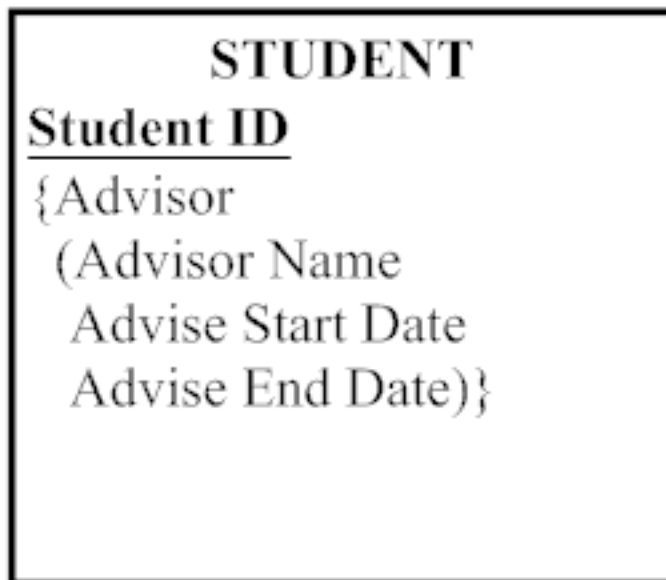 STUDENT
Student ID
{Advisor
(Advisor Name
Advise Start Date
Advise End Date)}